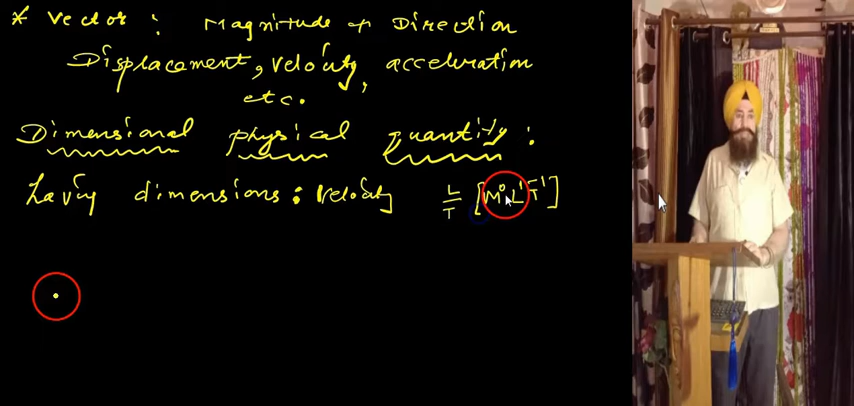 * Vector : Magnitude + Direction
Displacement, velocity, acceleration
etc.
Dimensional physical quantity :
having dimensions : velocity L/T [M⁰L¹T⁻¹]